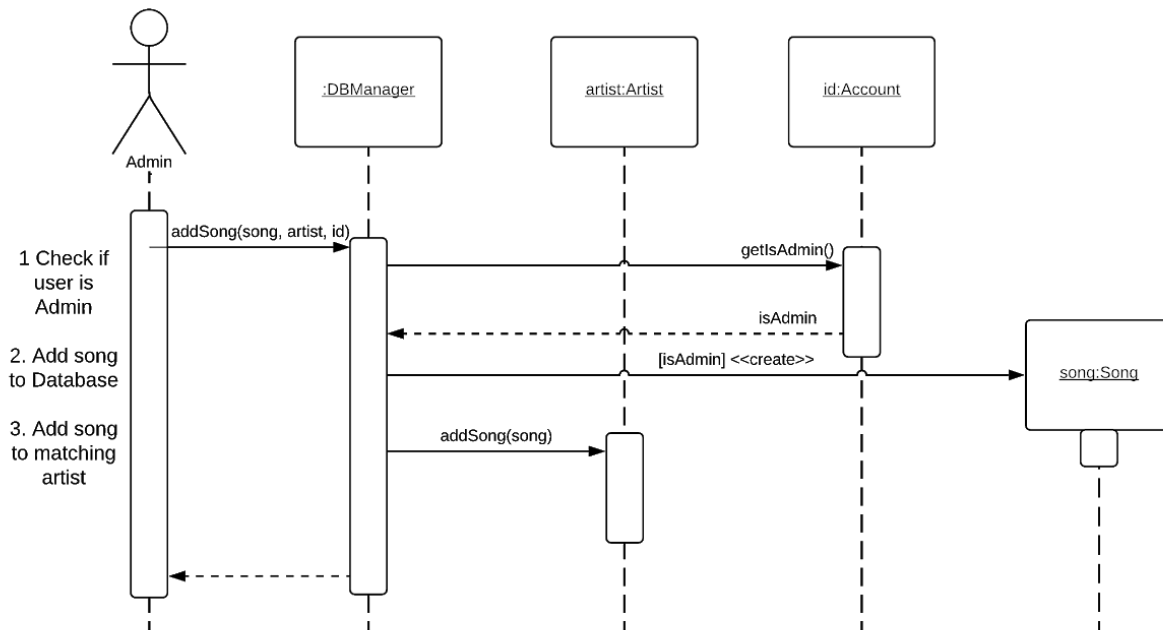 :DBManager
artist:Artist
id:Account
Admin
addSong(song, artist, id)
1 Check if
user is
Admin
getIsAdmin()
isAdmin
2. Add song
to Database
[isAdmin] <<create>>
song:Song
3. Add song
to matching
artist
addSong(song)